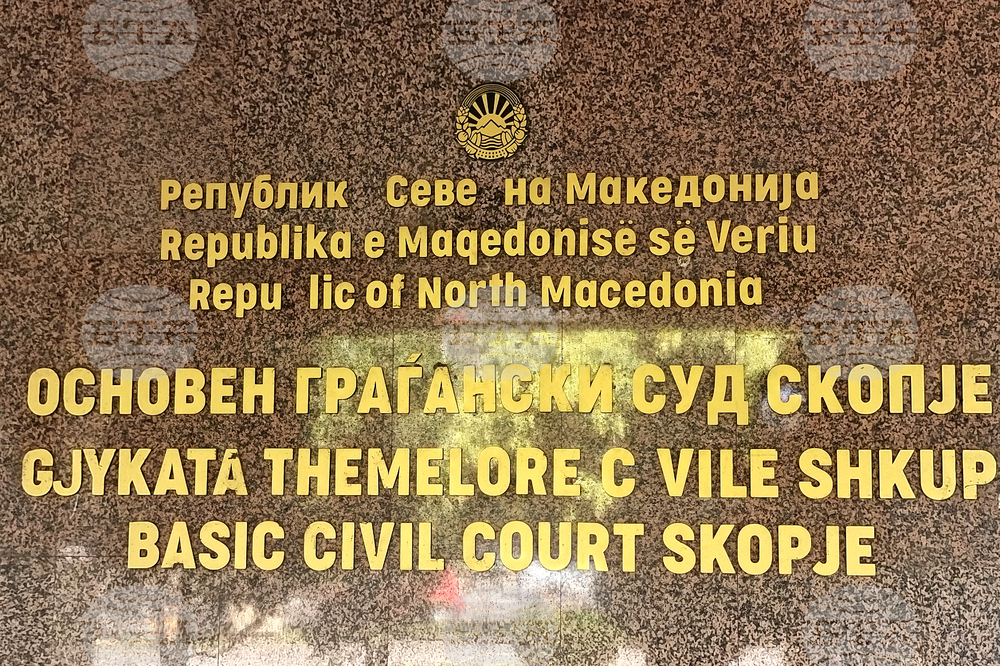 Републик Севе на Македонија
Republika e Maqedonisë së Veriu
Repu lic of North Macedonia
ОСНОВЕН ГРАЃАНСКИ СУД СКОПЈЕ
GJYKATA THEMELORE C VILE SHKUP
BASIC CIVIL COURT SKOPJE